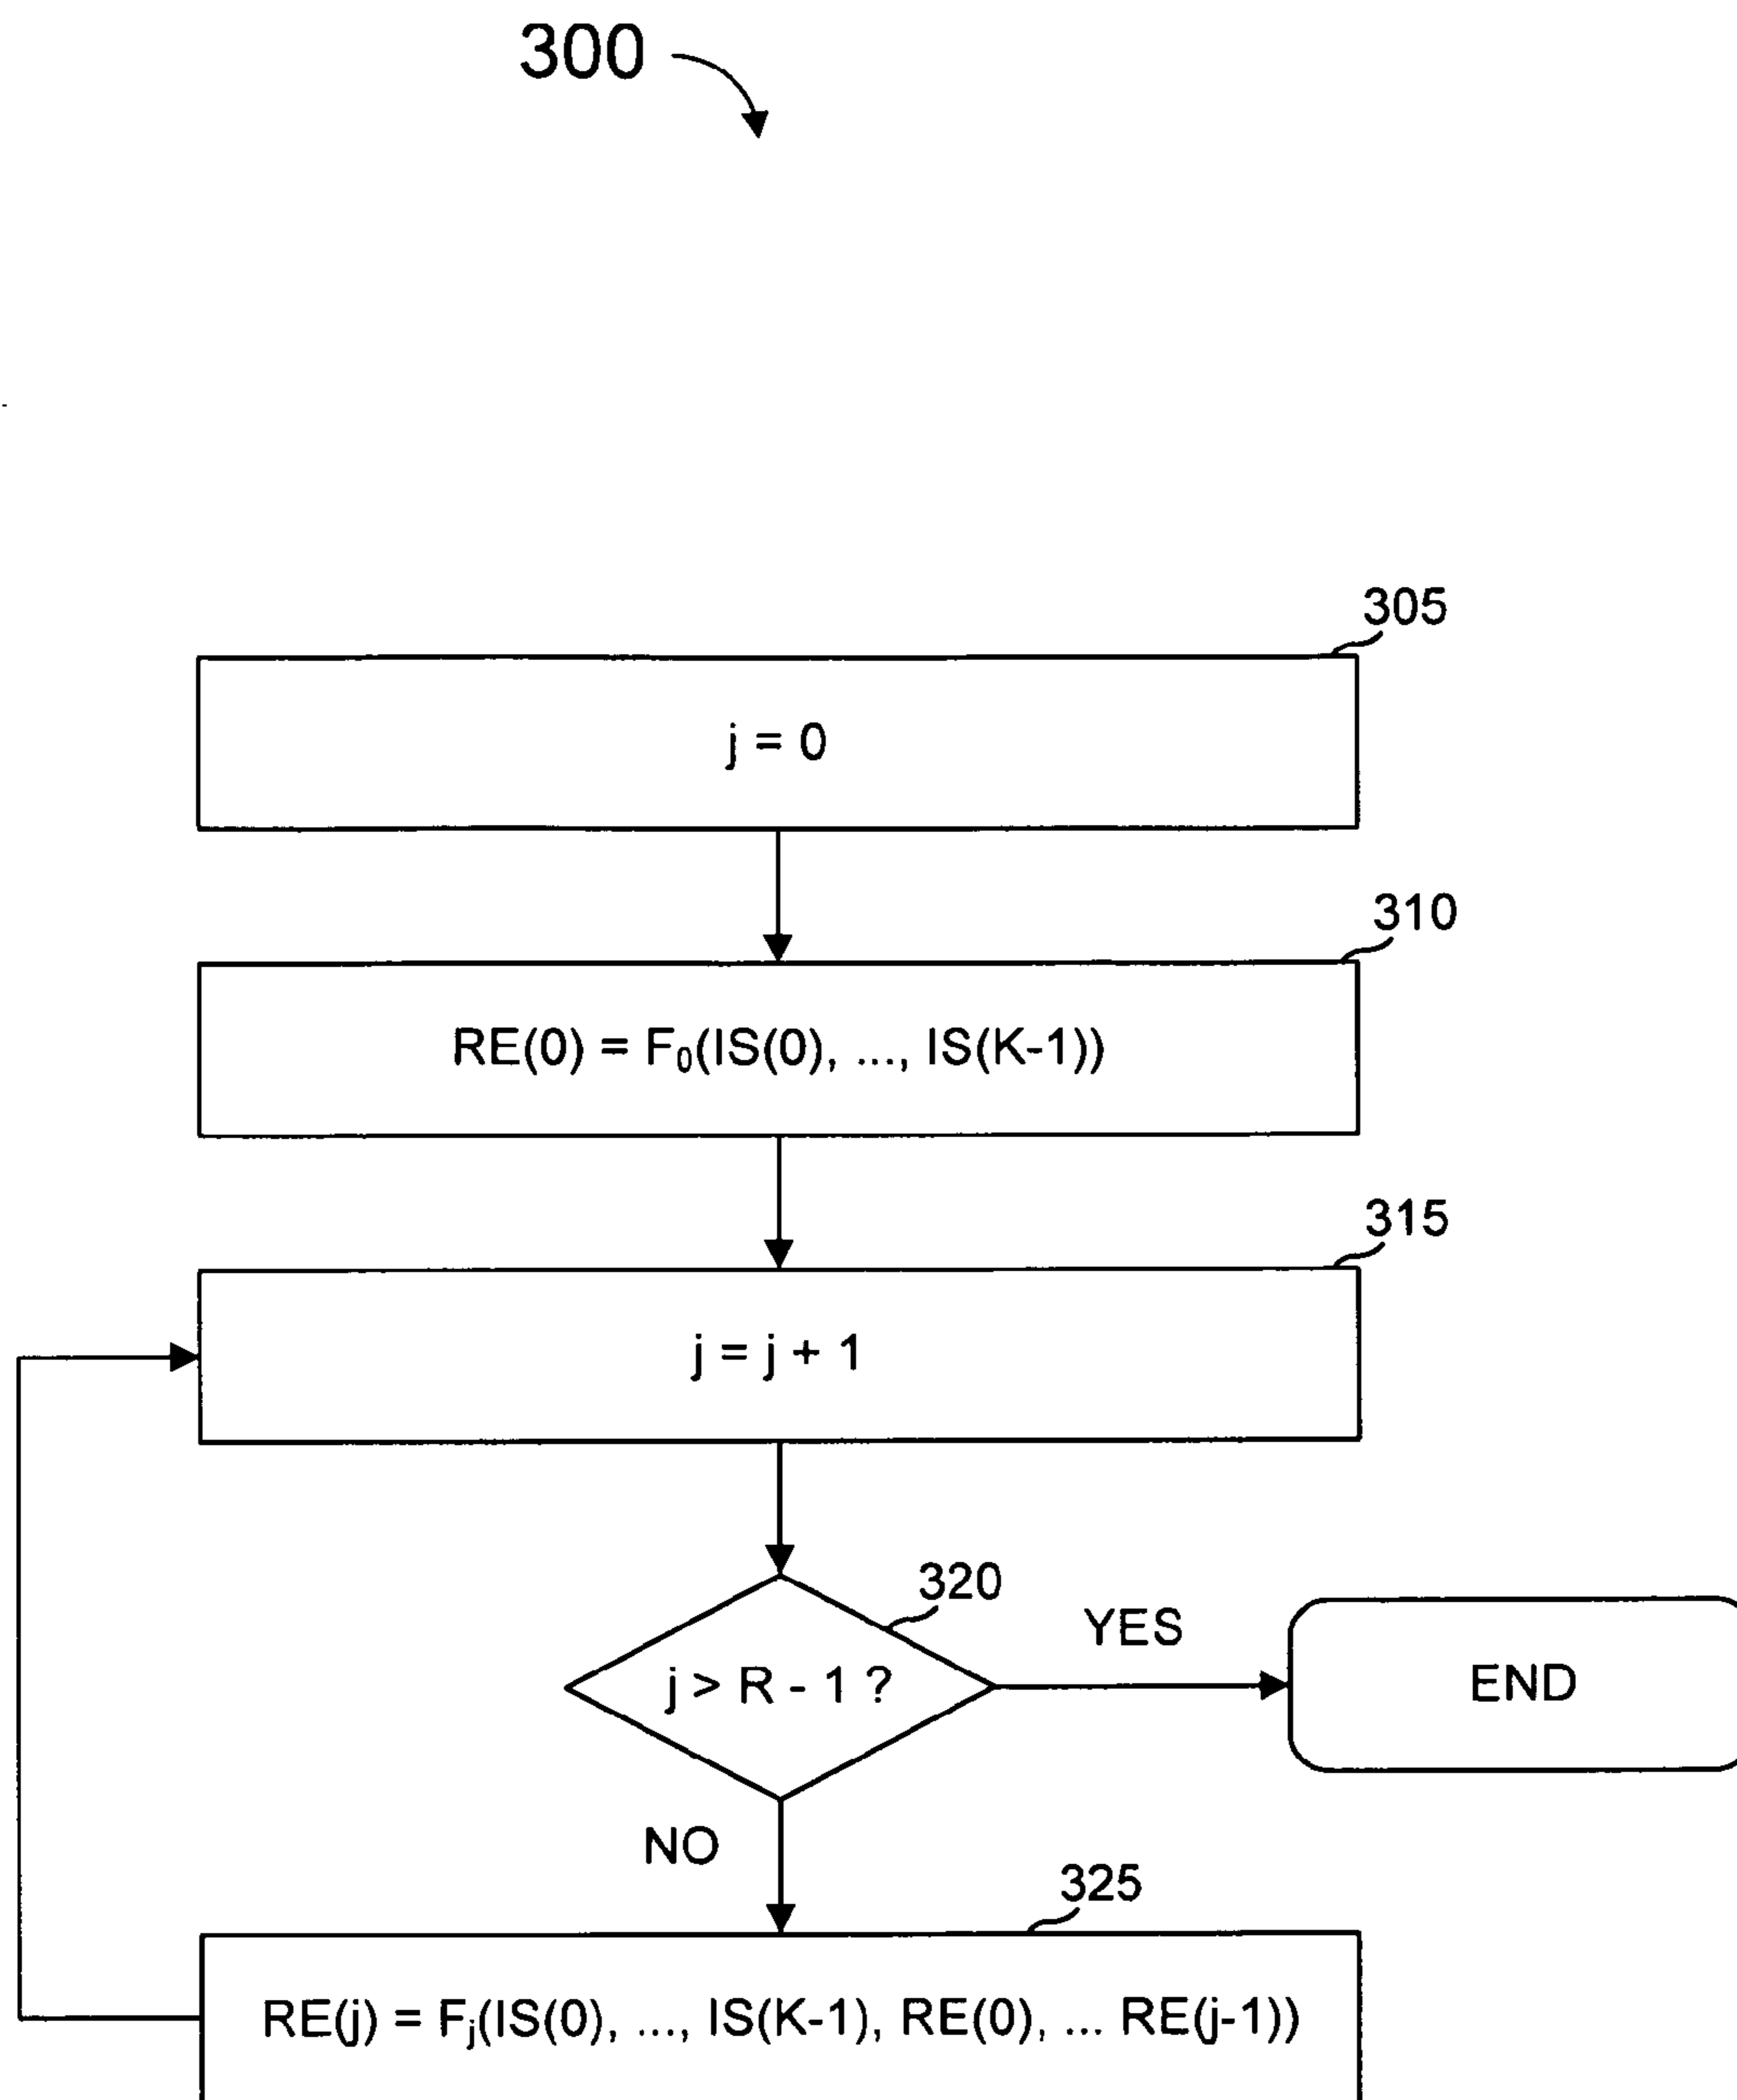 300
305
j = 0
310
RE(0) = F₀(IS(0), ..., IS(K-1))
315
j = j + 1
320
j > R - 1 ?
YES
END
NO
325
RE(j) = Fⱼ(IS(0), ..., IS(K-1), RE(0), ... RE(j-1))